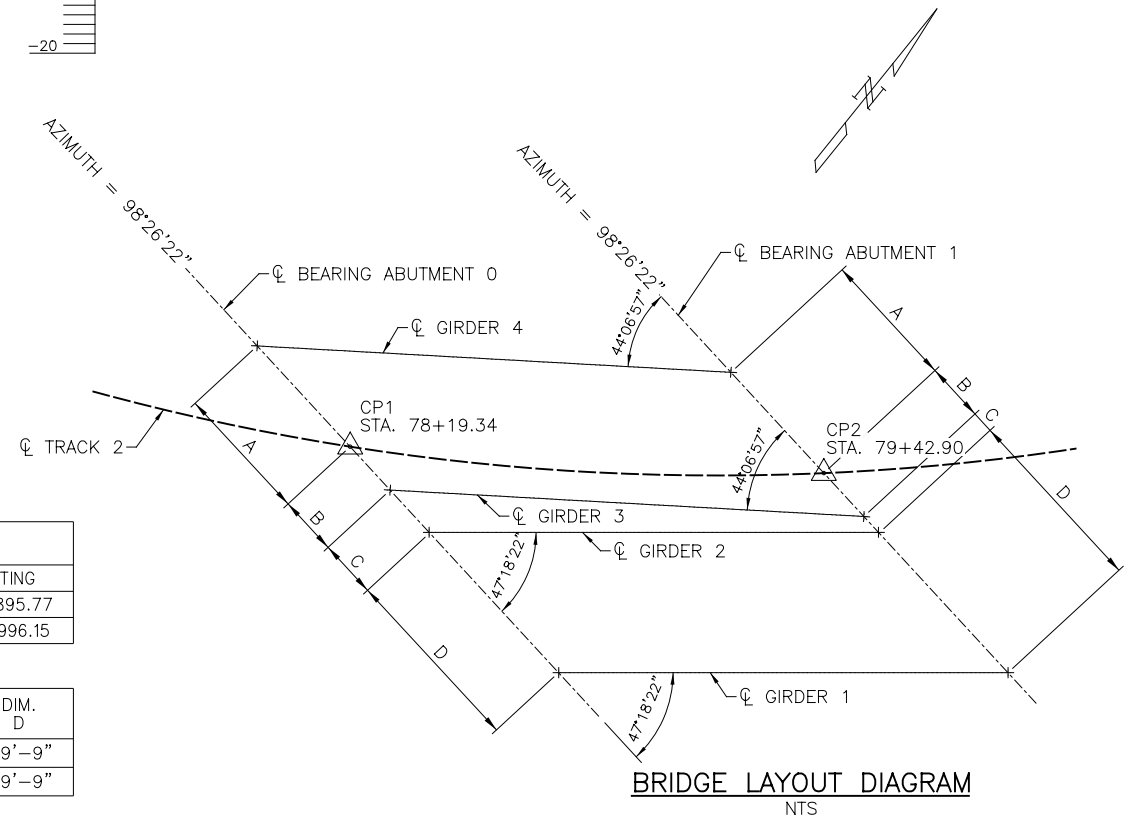 -20
AZIMUTH = 98°26'22"
AZIMUTH = 98°26'22"
N
℄ BEARING ABUTMENT 0
℄ BEARING ABUTMENT 1
℄ GIRDER 4
44°06'57"
A
B
C
D
CP1
STA. 78+19.34
CP2
STA. 79+42.90
℄ TRACK 2
A
B
C
D
44°06'57"
℄ GIRDER 3
℄ GIRDER 2
47°18'22"
℄ GIRDER 1
47°18'22"
TING
895.77
996.15
DIM.
D
9'-9"
9'-9"
BRIDGE LAYOUT DIAGRAM
NTS